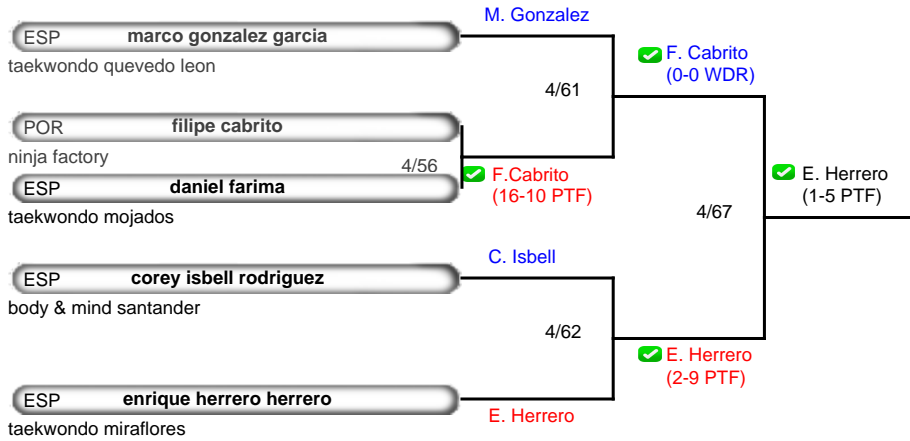 M. Gonzalez
ESP marco gonzalez garcia
taekwondo quevedo leon
F. Cabrito
(0-0 WDR)
4/61
POR filipe cabrito
ninja factory
4/56
F.Cabrito
(16-10 PTF)
ESP daniel farima
taekwondo mojados
E. Herrero
(1-5 PTF)
4/67
C. Isbell
ESP corey isbell rodriguez
body & mind santander
4/62
E. Herrero
(2-9 PTF)
ESP enrique herrero herrero
E. Herrero
taekwondo miraflores